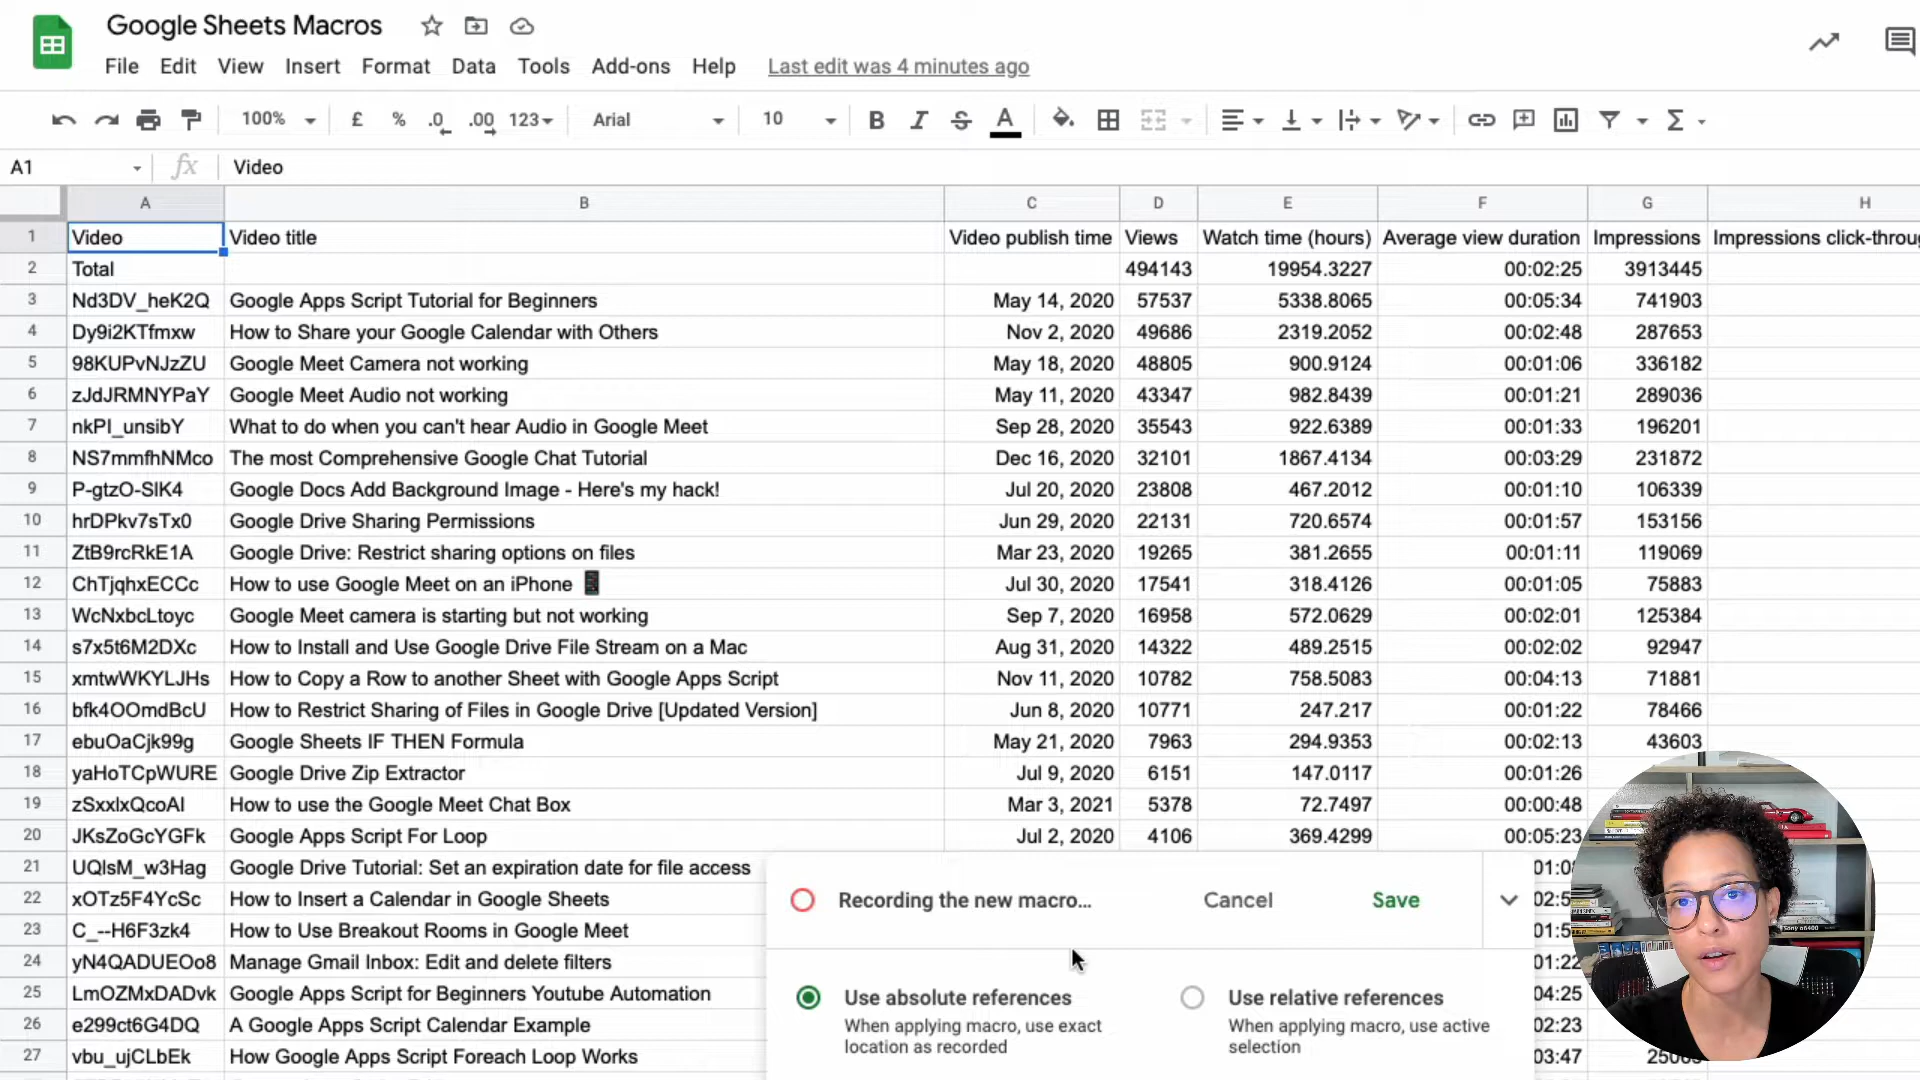 Google Sheets Macros
File Edit View Insert Format Data Tools Add-ons Help Last edit was 4 minutes ago
100% £ % .0 .00 123 Arial 10 B I S A
A1 fx Video
A B C D E F G H
1 Video Video title Video publish time Views Watch time (hours) Average view duration Impressions Impressions click-throu
2 Total 494143 19954.3227 00:02:25 3913445
3 Nd3DV_heK2Q Google Apps Script Tutorial for Beginners May 14, 2020 57537 5338.8065 00:05:34 741903
4 Dy9i2KTfmxw How to Share your Google Calendar with Others Nov 2, 2020 49686 2319.2052 00:02:48 287653
5 98KUPvNJzZU Google Meet Camera not working May 18, 2020 48805 900.9124 00:01:06 336182
6 zJdJRMNYPaY Google Meet Audio not working May 11, 2020 43347 982.8439 00:01:21 289036
7 nkPI_unsibY What to do when you can't hear Audio in Google Meet Sep 28, 2020 35543 922.6389 00:01:33 196201
8 NS7mmfhNMco The most Comprehensive Google Chat Tutorial Dec 16, 2020 32101 1867.4134 00:03:29 231872
9 P-gtzO-SlK4 Google Docs Add Background Image - Here's my hack! Jul 20, 2020 23808 467.2012 00:01:10 106339
10 hrDPkv7sTx0 Google Drive Sharing Permissions Jun 29, 2020 22131 720.6574 00:01:57 153156
11 ZtB9rcRkE1A Google Drive: Restrict sharing options on files Mar 23, 2020 19265 381.2655 00:01:11 119069
12 ChTjqhxECCc How to use Google Meet on an iPhone 📱 Jul 30, 2020 17541 318.4126 00:01:05 75883
13 WcNxbcLtoyc Google Meet camera is starting but not working Sep 7, 2020 16958 572.0629 00:02:01 125384
14 s7x5t6M2DXc How to Install and Use Google Drive File Stream on a Mac Aug 31, 2020 14322 489.2515 00:02:02 92947
15 xmtwWKYLJHs How to Copy a Row to another Sheet with Google Apps Script Nov 11, 2020 10782 758.5083 00:04:13 71881
16 bfk4OOmdBcU How to Restrict Sharing of Files in Google Drive [Updated Version] Jun 8, 2020 10771 247.217 00:01:22 78466
17 ebuOaCjk99g Google Sheets IF THEN Formula May 21, 2020 7963 294.9353 00:02:13 43603
18 yaHoTCpWURE Google Drive Zip Extractor Jul 9, 2020 6151 147.0117 00:01:26
19 zSxxlxQcoAI How to use the Google Meet Chat Box Mar 3, 2021 5378 72.7497 00:00:48
20 JKsZoGcYGFk Google Apps Script For Loop Jul 2, 2020 4106 369.4299 00:05:23
21 UQlsM_w3Hag Google Drive Tutorial: Set an expiration date for file access
22 xOTz5F4YcSc How to Insert a Calendar in Google Sheets
23 C_--H6F3zk4 How to Use Breakout Rooms in Google Meet
24 yN4QADUEOo8 Manage Gmail Inbox: Edit and delete filters 01:22
25 LmOZMxDADvk Google Apps Script for Beginners Youtube Automation 04:25
26 e299ct6G4DQ A Google Apps Script Calendar Example 02:23
27 vbu_ujCLbEk How Google Apps Script Foreach Loop Works 03:47
Recording the new macro... Cancel Save
Use absolute references
When applying macro, use exact
location as recorded
Use relative references
When applying macro, use active
selection
Sony a6400